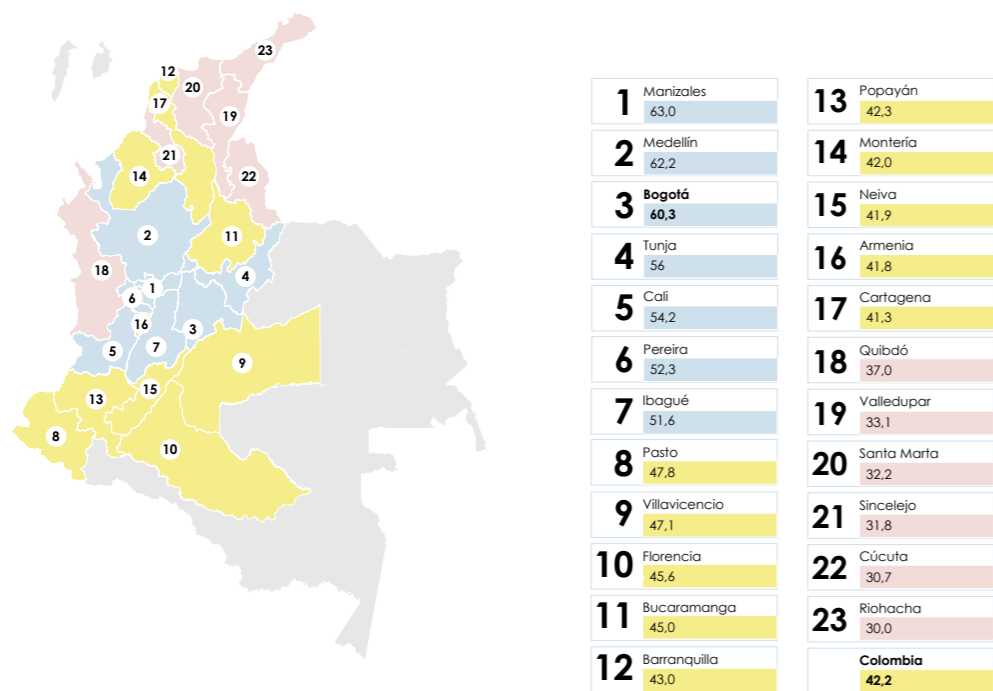 23
12
20
17
19
21
14
22
2
11
18
4
1
6
16
3
5
7
9
15
13
8
10
1 Manizales
63,0
2 Medellín
62,2
3 Bogotá
60,3
4 Tunja
56
5 Cali
54,2
6 Pereira
52,3
7 Ibagué
51,6
8 Pasto
47,8
9 Villavicencio
47,1
10 Florencia
45,6
11 Bucaramanga
45,0
12 Barranquilla
43,0
13 Popayán
42,3
14 Montería
42,0
15 Neiva
41,9
16 Armenia
41,8
17 Cartagena
41,3
18 Quibdó
37,0
19 Valledupar
33,1
20 Santa Marta
32,2
21 Sincelejo
31,8
22 Cúcuta
30,7
23 Riohacha
30,0
Colombia
42,2